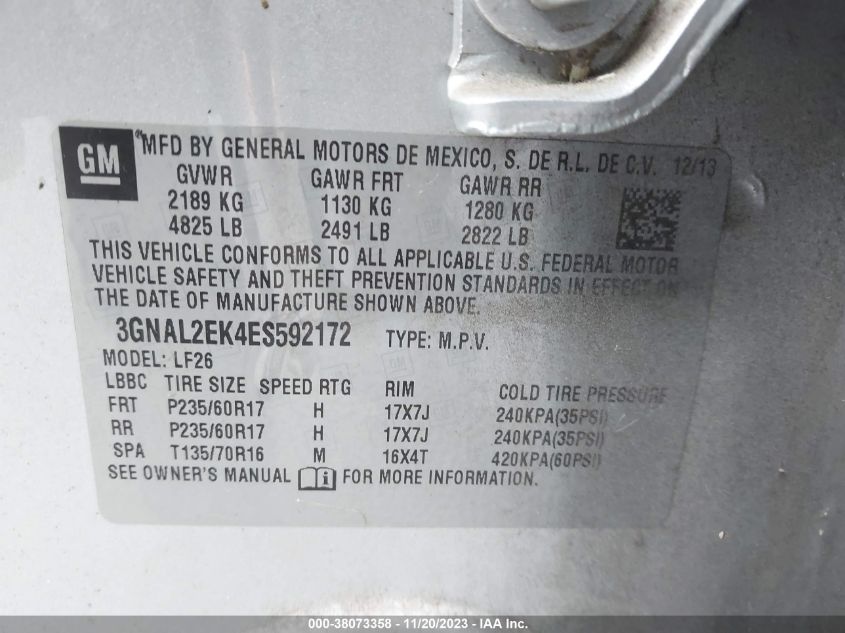 GM
MFD BY GENERAL MOTORS DE MEXICO, S. DE R.L. DE C.V. 12/13
GVWR GAWR FRT GAWR RR
2189 KG 1130 KG 1280 KG
4825 LB 2491 LB 2822 LB
THIS VEHICLE CONFORMS TO ALL APPLICABLE U.S. FEDERAL MOTOR
VEHICLE SAFETY AND THEFT PREVENTION STANDARDS IN EFFECT ON
THE DATE OF MANUFACTURE SHOWN ABOVE.
3GNAL2EK4ES592172 TYPE: M.P.V.
MODEL: LF26
LBBC TIRE SIZE SPEED RTG RIM COLD TIRE PRESSURE
FRT P235/60R17 H 17X7J 240KPA(35PSI)
RR P235/60R17 H 17X7J 240KPA(35PSI)
SPA T135/70R16 M 16X4T 420KPA(60PSI)
SEE OWNER'S MANUAL i FOR MORE INFORMATION.
000-38073358 - 11/20/2023 - IAA Inc.